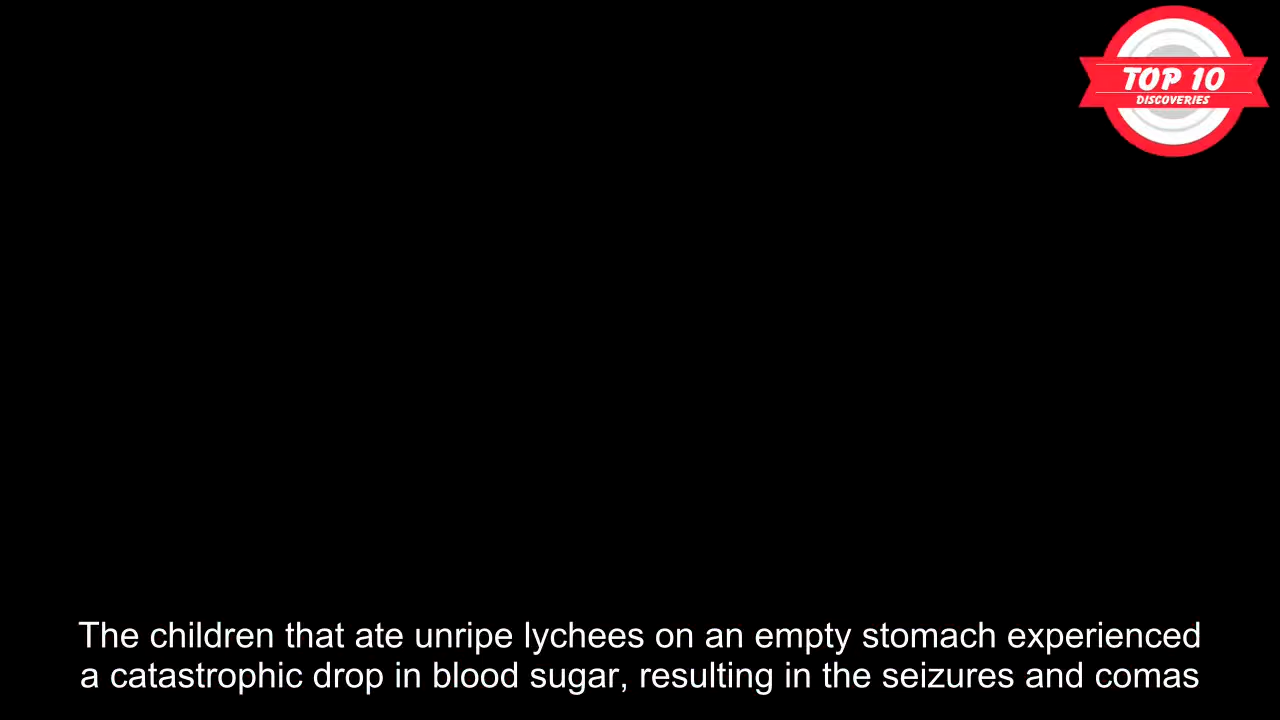 TOP 10
DISCOVERIES
The children that ate unripe lychees on an empty stomach experienced
a catastrophic drop in blood sugar, resulting in the seizures and comas